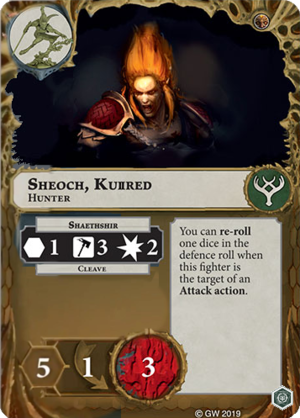 Sheoch,
Hunter
Shaethshir
1 3 2
Cleave
You can re-roll
one dice in the
defence roll when
this fighter is
the target of an
Attack action.
5 1 3
©GW 2019